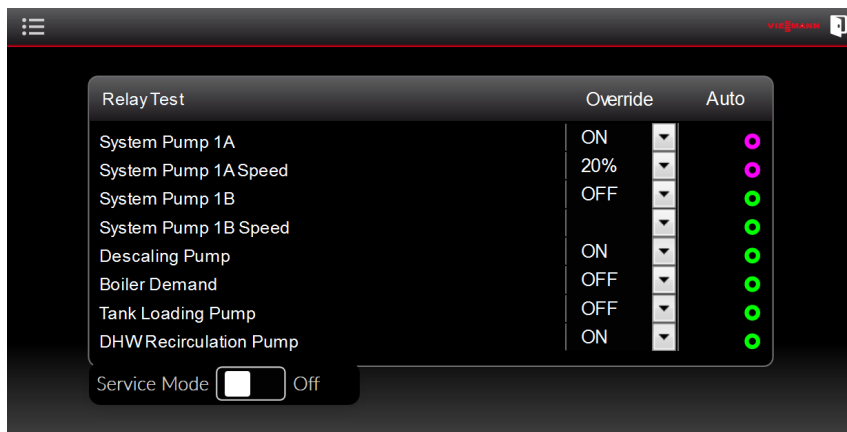 VIESMANN
Relay Test Override Auto
System Pump 1A ON
System Pump 1A Speed 20%
System Pump 1B OFF
System Pump 1B Speed
Descaling Pump ON
Boiler Demand OFF
Tank Loading Pump OFF
DHW Recirculation Pump ON
Service Mode Off